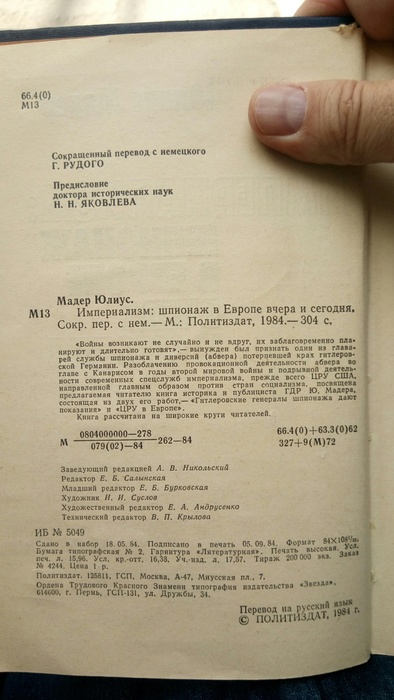 66.4(0)
М13
Сокращенный перевод с немецкого
Г. РУДОГО
Предисловие
доктора исторических наук
Н. Н. ЯКОВЛЕВА
Мадер Юлиус.
М13 Империализм: шпионаж в Европе вчера и сегодня.
Сокр. пер. с нем.— М.: Политиздат, 1984.— 304 с.
«Войны возникают не случайно и не вдруг, их заблаговременно пла-
нируют и длительно готовят»,— вынужден был признать один из глава-
рей службы шпионажа и диверсий (абвера) потерпевшей крах гитлеров-
ской Германии. Разоблачению провокационной деятельности абвера во
главе с Канарисом в годы второй мировой войны и подрывной деятель-
ности современных спецслужб империализма, прежде всего ЦРУ США,
направленной главным образом против стран социализма, посвящена
предлагаемая читателю книга историка и публициста ГДР Ю. Мадера,
состоящая из двух его работ,— «Гитлеровские генералы шпионажа дают
показания» и «ЦРУ в Европе».
Книга рассчитана на широкие круги читателей.
М 0804000000—278 / 079(02)—84 262—84
66.4(0)+63.3(0)62
327+9(М)72
Заведующий редакцией А. В. Никольский
Редактор Е. Б. Салынская
Младший редактор Е. Б. Бурковская
Художник И. И. Суслов
Художественный редактор Е. А. Андрусенко
Технический редактор В. П. Крылова
ИБ № 5049
Сдано в набор 18.05.84. Подписано в печать 05.09.84. Формат 84×108¹/₃₂.
Бумага типографская № 2. Гарнитура «Литературная». Печать высокая. Усл.
печ. л. 15,96. Усл. кр.-отт. 16,38. Уч.-изд. л. 17,57. Тираж 200 000 экз. Заказ
№ 4244. Цена 1 р.
Политиздат. 125811, ГСП, Москва, А-47, Миусская пл., 7.
Ордена Трудового Красного Знамени типография издательства «Звезда»,
614600, г. Пермь, ГСП-131, ул. Дружбы, 34.
Перевод на русский язык
© ПОЛИТИЗДАТ, 1984 г.